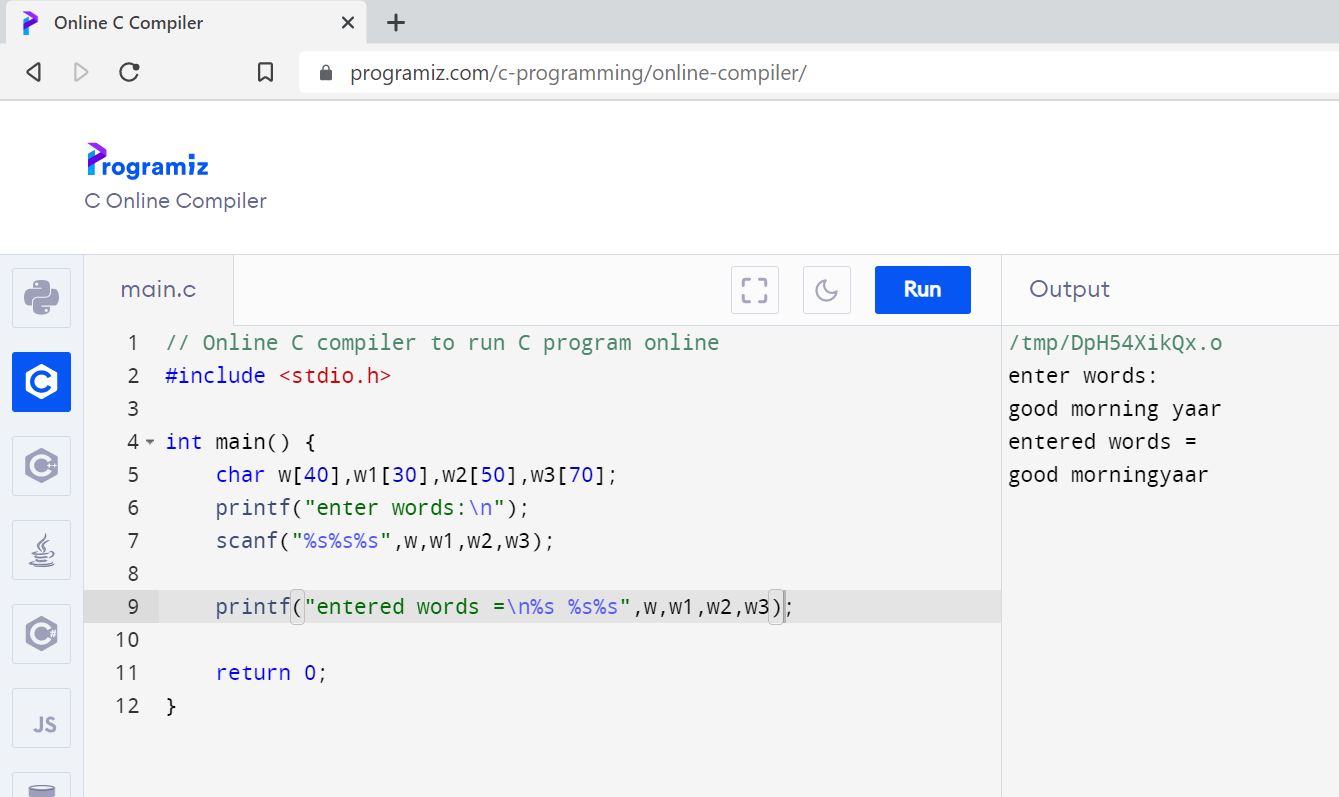 Online C Compiler
programiz.com/c-programming/online-compiler/
Programiz
C Online Compiler
main.c
Run
Output
1 // Online C compiler to run C program online
2 #include <stdio.h>
3
4 int main() {
5 char w[40],w1[30],w2[50],w3[70];
6 printf("enter words:\n");
7 scanf("%s%s%s",w,w1,w2,w3);
8
9 printf("entered words =\n%s %s%s",w,w1,w2,w3);
10
11 return 0;
12 }
/tmp/DpH54XikQx.o
enter words:
good morning yaar
entered words =
good morningyaar
C
C++
C#
JS